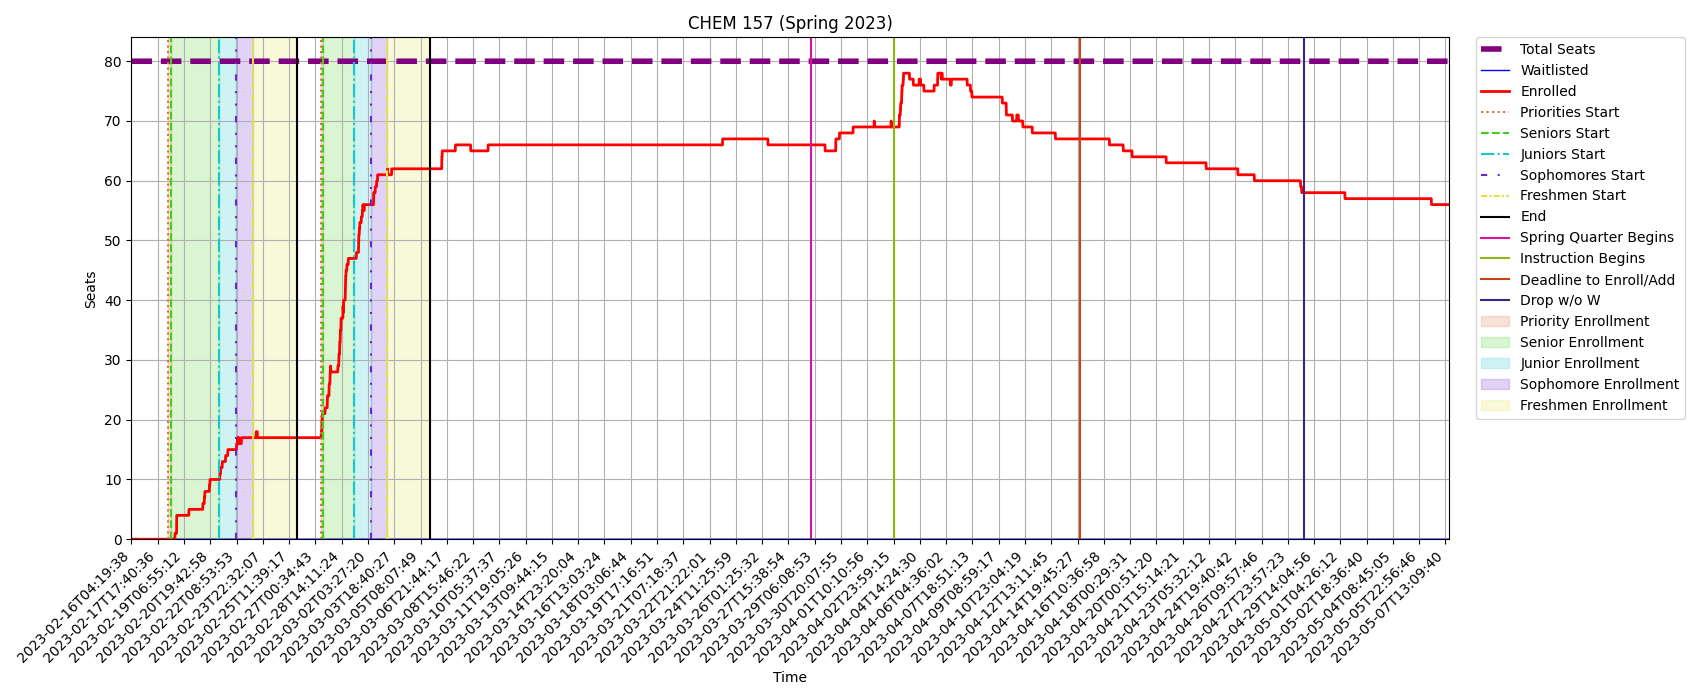 CHEM 157 (Spring 2023)
Seats
80
70
60
50
40
30
20
10
0
2023-02-16T04:19:38
2023-02-17T17:40:36
2023-02-19T06:55:12
2023-02-20T19:42:58
2023-02-22T08:53:53
2023-02-23T22:32:07
2023-02-25T11:39:17
2023-02-27T00:34:43
2023-02-28T14:11:24
2023-03-02T03:27:20
2023-03-03T18:40:27
2023-03-05T08:07:49
2023-03-06T21:44:17
2023-03-08T15:46:22
2023-03-10T05:37:37
2023-03-11T19:05:26
2023-03-13T09:44:15
2023-03-14T23:20:04
2023-03-16T13:03:24
2023-03-18T03:06:44
2023-03-19T17:16:51
2023-03-21T07:18:37
2023-03-22T21:22:01
2023-03-24T11:25:59
2023-03-26T01:25:32
2023-03-27T15:38:54
2023-03-29T06:08:53
2023-03-30T20:07:55
2023-04-01T10:10:56
2023-04-02T23:59:15
2023-04-04T14:24:30
2023-04-06T04:36:02
2023-04-07T18:51:13
2023-04-09T08:59:17
2023-04-10T23:04:19
2023-04-12T13:11:45
2023-04-14T19:45:27
2023-04-16T10:36:58
2023-04-18T00:29:31
2023-04-20T00:51:20
2023-04-21T15:14:21
2023-04-23T05:32:12
2023-04-24T19:40:42
2023-04-26T09:57:46
2023-04-27T23:57:23
2023-04-29T14:04:56
2023-05-01T04:26:12
2023-05-02T18:36:40
2023-05-04T08:45:05
2023-05-05T22:56:46
2023-05-07T13:09:40
Time
Total Seats
Waitlisted
Enrolled
Priorities Start
Seniors Start
Juniors Start
Sophomores Start
Freshmen Start
End
Spring Quarter Begins
Instruction Begins
Deadline to Enroll/Add
Drop w/o W
Priority Enrollment
Senior Enrollment
Junior Enrollment
Sophomore Enrollment
Freshmen Enrollment